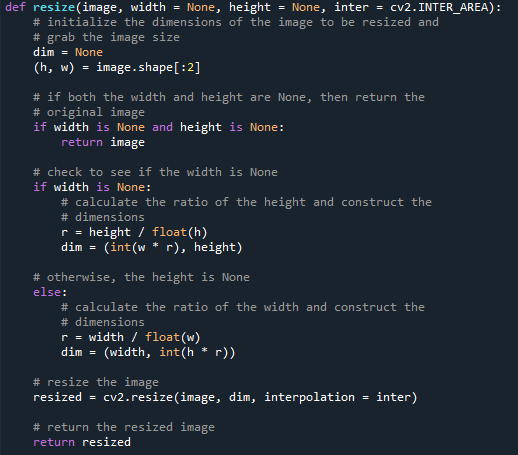 def resize(image, width = None, height = None, inter = cv2.INTER_AREA):
    # initialize the dimensions of the image to be resized and
    # grab the image size
    dim = None
    (h, w) = image.shape[:2]

    # if both the width and height are None, then return the
    # original image
    if width is None and height is None:
        return image

    # check to see if the width is None
    if width is None:
        # calculate the ratio of the height and construct the
        # dimensions
        r = height / float(h)
        dim = (int(w * r), height)

    # otherwise, the height is None
    else:
        # calculate the ratio of the width and construct the
        # dimensions
        r = width / float(w)
        dim = (width, int(h * r))

    # resize the image
    resized = cv2.resize(image, dim, interpolation = inter)

    # return the resized image
    return resized